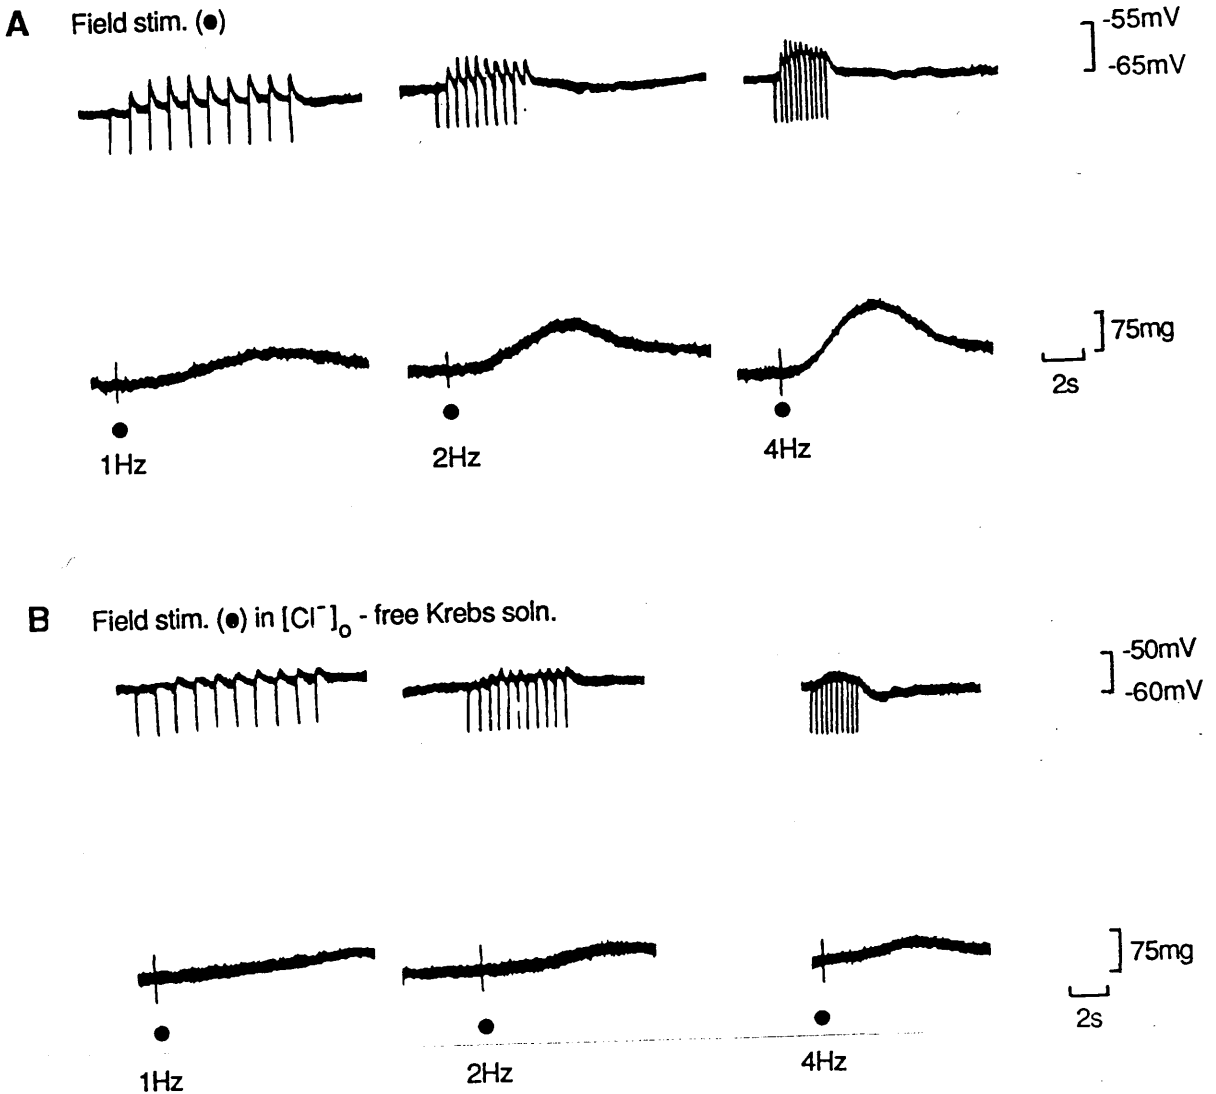 A Field stim. (●)
-55mV
-65mV
75mg
2s
1Hz
2Hz
4Hz
B Field stim. (●) in [Cl⁻]ₒ - free Krebs soln.
-50mV
-60mV
75mg
2s
1Hz
2Hz
4Hz